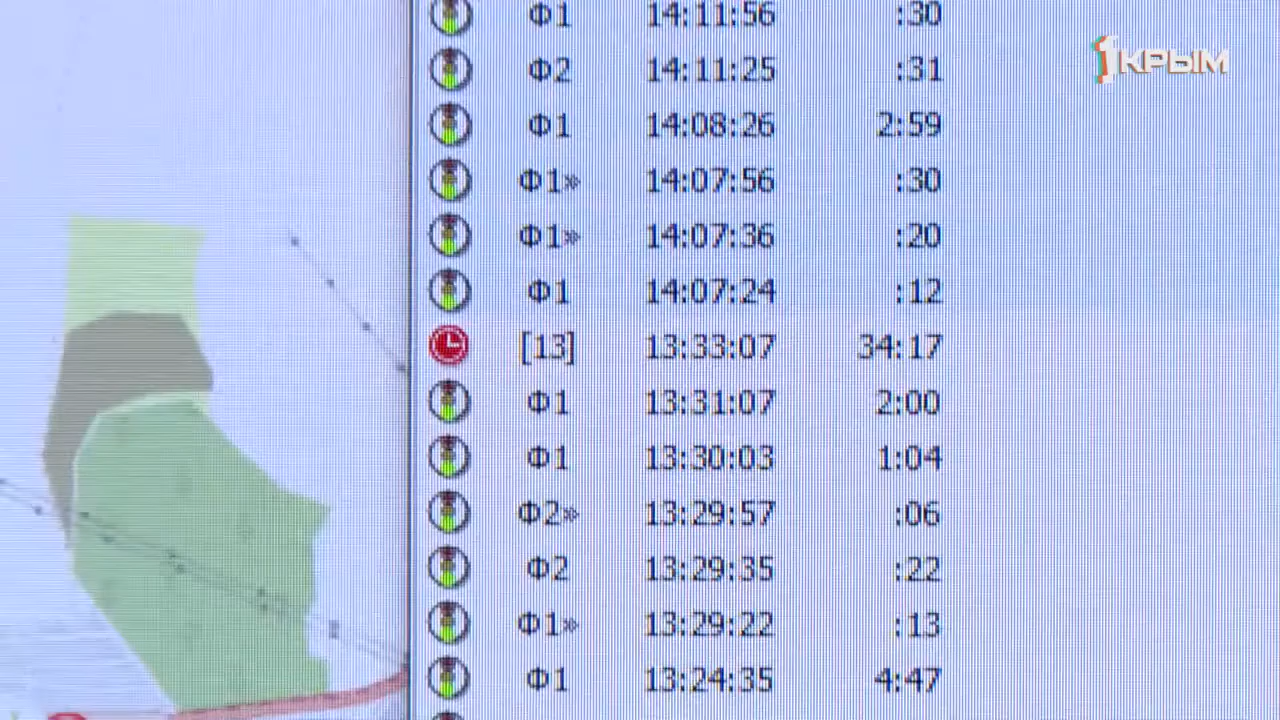 Ф1 14:11:56 :30
1КРЫМ
Ф2 14:11:25 :31
Ф1 14:08:26 2:59
Ф1» 14:07:56 :30
Ф1» 14:07:36 :20
Ф1 14:07:24 :12
[13] 13:33:07 34:17
Ф1 13:31:07 2:00
Ф1 13:30:03 1:04
Ф2» 13:29:57 :06
Ф2 13:29:35 :22
Ф1» 13:29:22 :13
Ф1 13:24:35 4:47